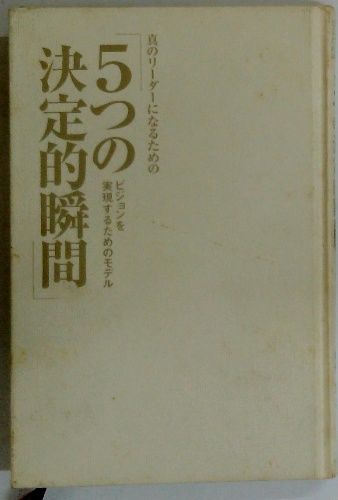 真のリーダーになるための
「5つの
決定的瞬間」
ビジョンを
実現するためのモデル